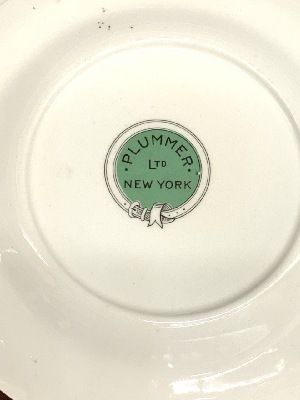 · PLUMMER ·
LTD
NEW YORK